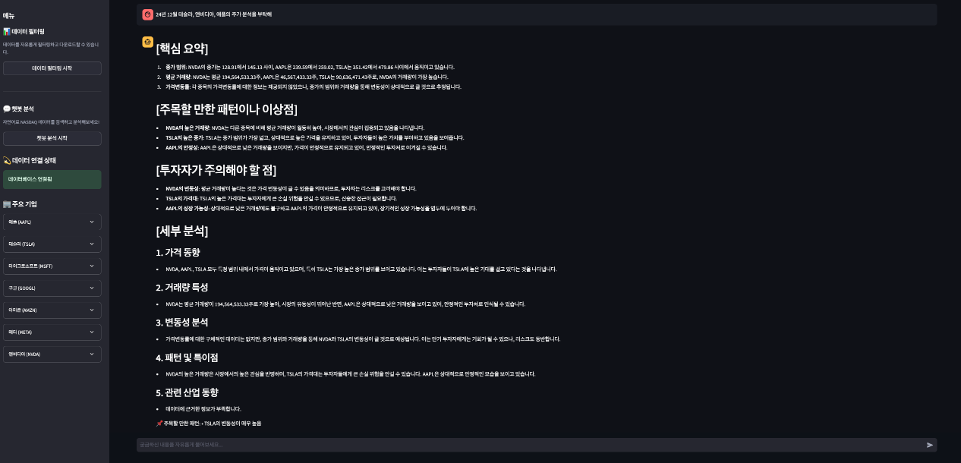 메뉴
📊 데이터 필터링
데이터를 자유롭게 필터링하고 다운로드할 수 있습니
다.
데이터 필터링 시작
💬 챗봇 분석
자연어로 NASDAQ 데이터를 검색하고 분석해보세요!
챗봇 분석 시작
데이터 연결 상태
데이터베이스 연결됨
🏢 주요 기업
애플 (AAPL)
테슬라 (TSLA)
마이크로소프트 (MSFT)
구글 (GOOGL)
아마존 (AMZN)
메타 (META)
엔비디아 (NVDA)
24년 12월 테슬라, 엔비디아, 애플의 주가 분석을 부탁해
[핵심 요약]
1. 종가 범위: NVDA의 종가는 128.91에서 145.13 사이, AAPL은 239.59에서 259.02, TSLA는 351.42에서 479.86 사이에서 움직이고 있습니다.
2. 평균 거래량: NVDA는 평균 194,564,533.33주, AAPL은 46,567,433.33주, TSLA는 90,636,471.43주로, NVDA의 거래량이 가장 높습니다.
3. 가격변동률: 각 종목의 가격변동률에 대한 정보는 제공되지 않았으나, 종가의 범위와 거래량을 통해 변동성이 상대적으로 클 것으로 추정됩니다.
[주목할 만한 패턴이나 이상점]
• NVDA의 높은 거래량: NVDA는 다른 종목에 비해 평균 거래량이 월등히 높아, 시장에서의 관심이 집중되고 있음을 나타냅니다.
• TSLA의 높은 종가: TSLA는 종가 범위가 가장 넓고, 상대적으로 높은 가격을 유지하고 있어, 투자자들이 높은 가치를 부여하고 있음을 보여줍니다.
• AAPL의 안정성: AAPL은 상대적으로 낮은 거래량을 보이지만, 가격이 안정적으로 유지되고 있어, 안정적인 투자처로 여겨질 수 있습니다.
[투자자가 주의해야 할 점]
• NVDA의 변동성: 평균 거래량이 높다는 것은 가격 변동성이 클 수 있음을 의미하므로, 투자자는 리스크를 고려해야 합니다.
• TSLA의 가격대: TSLA의 높은 가격대는 투자자에게 큰 손실 위험을 안길 수 있으므로, 신중한 접근이 필요합니다.
• AAPL의 성장 가능성: 상대적으로 낮은 거래량에도 불구하고 AAPL의 가격이 안정적으로 유지되고 있어, 장기적인 성장 가능성을 염두에 두어야 합니다.
[세부 분석]
1. 가격 동향
• NVDA, AAPL, TSLA 모두 특정 범위 내에서 가격이 움직이고 있으며, 특히 TSLA는 가장 높은 종가 범위를 보이고 있습니다. 이는 투자자들이 TSLA에 높은 기대를 걸고 있다는 것을 나타냅니다.
2. 거래량 특성
• NVDA는 평균 거래량이 194,564,533.33주로 가장 높아, 시장의 유동성이 뛰어난 반면, AAPL은 상대적으로 낮은 거래량을 보이고 있어, 안정적인 투자처로 인식될 수 있습니다.
3. 변동성 분석
• 가격변동률에 대한 구체적인 데이터는 없지만, 종가 범위와 거래량을 통해 NVDA와 TSLA의 변동성이 클 것으로 예상됩니다. 이는 단기 투자자에게는 기회가 될 수 있으나, 리스크도 동반합니다.
4. 패턴 및 특이점
• NVDA의 높은 거래량은 시장에서의 높은 관심을 반영하며, TSLA의 가격대는 투자자들에게 큰 손실 위험을 안길 수 있습니다. AAPL은 상대적으로 안정적인 모습을 보이고 있습니다.
5. 관련 산업 동향
• 데이터에 근거한 정보가 부족합니다.
📌 주목할 만한 패턴: • TSLA의 변동성이 매우 높음
궁금하신 내용을 자유롭게 물어보세요...